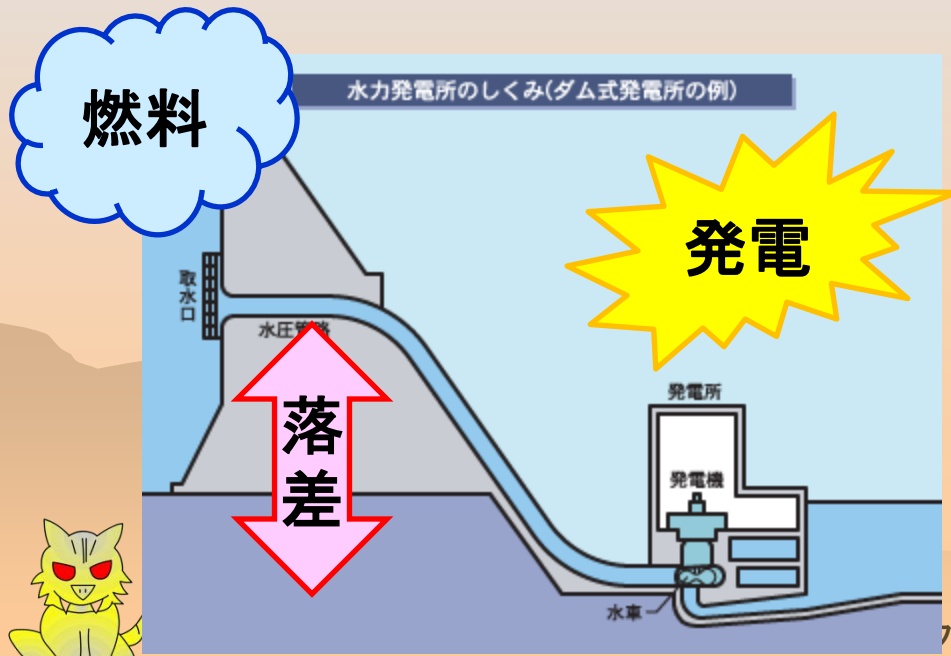 燃料
水力発電所のしくみ(ダム式発電所の例)
発電
取水口
水圧管路
落差
発電所
発電機
水車